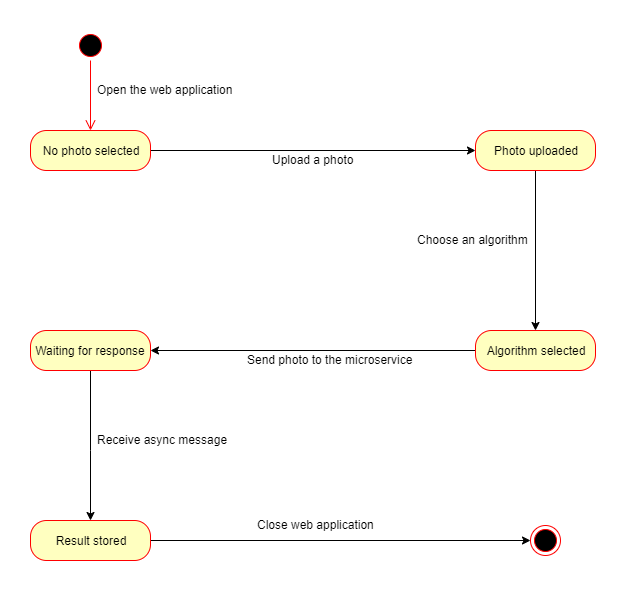 Open the web application
No photo selected
Upload a photo
Photo uploaded
Choose an algorithm
Algorithm selected
Send photo to the microservice
Waiting for response
Receive async message
Result stored
Close web application